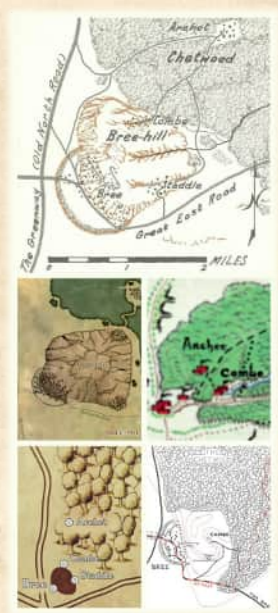 Archet
Chetwood
The Greenway (Old North Road)
Combe
Bree-hill
Bree
Staddle
Great East Road
0 1 2 MILES
Archet
Combe
Archet
Combe
Staddle
Bree
BREE
COMBE